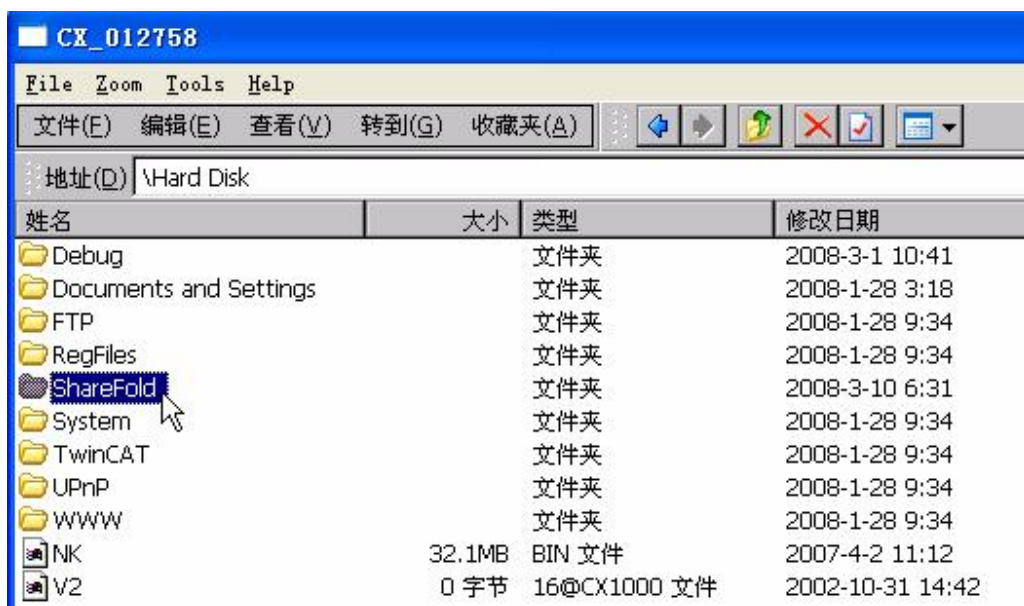 CX_012758
File Zoom Tools Help
文件(F) 编辑(E) 查看(V) 转到(G) 收藏夹(A)
地址(D) \Hard Disk
姓名 大小 类型 修改日期
Debug 文件夹 2008-3-1 10:41
Documents and Settings 文件夹 2008-1-28 3:18
FTP 文件夹 2008-1-28 9:34
RegFiles 文件夹 2008-1-28 9:34
ShareFold 文件夹 2008-3-10 6:31
System 文件夹 2008-1-28 9:34
TwinCAT 文件夹 2008-1-28 9:34
UPnP 文件夹 2008-1-28 9:34
WWW 文件夹 2008-1-28 9:34
NK 32.1MB BIN 文件 2007-4-2 11:12
V2 0 字节 16@CX1000 文件 2002-10-31 14:42